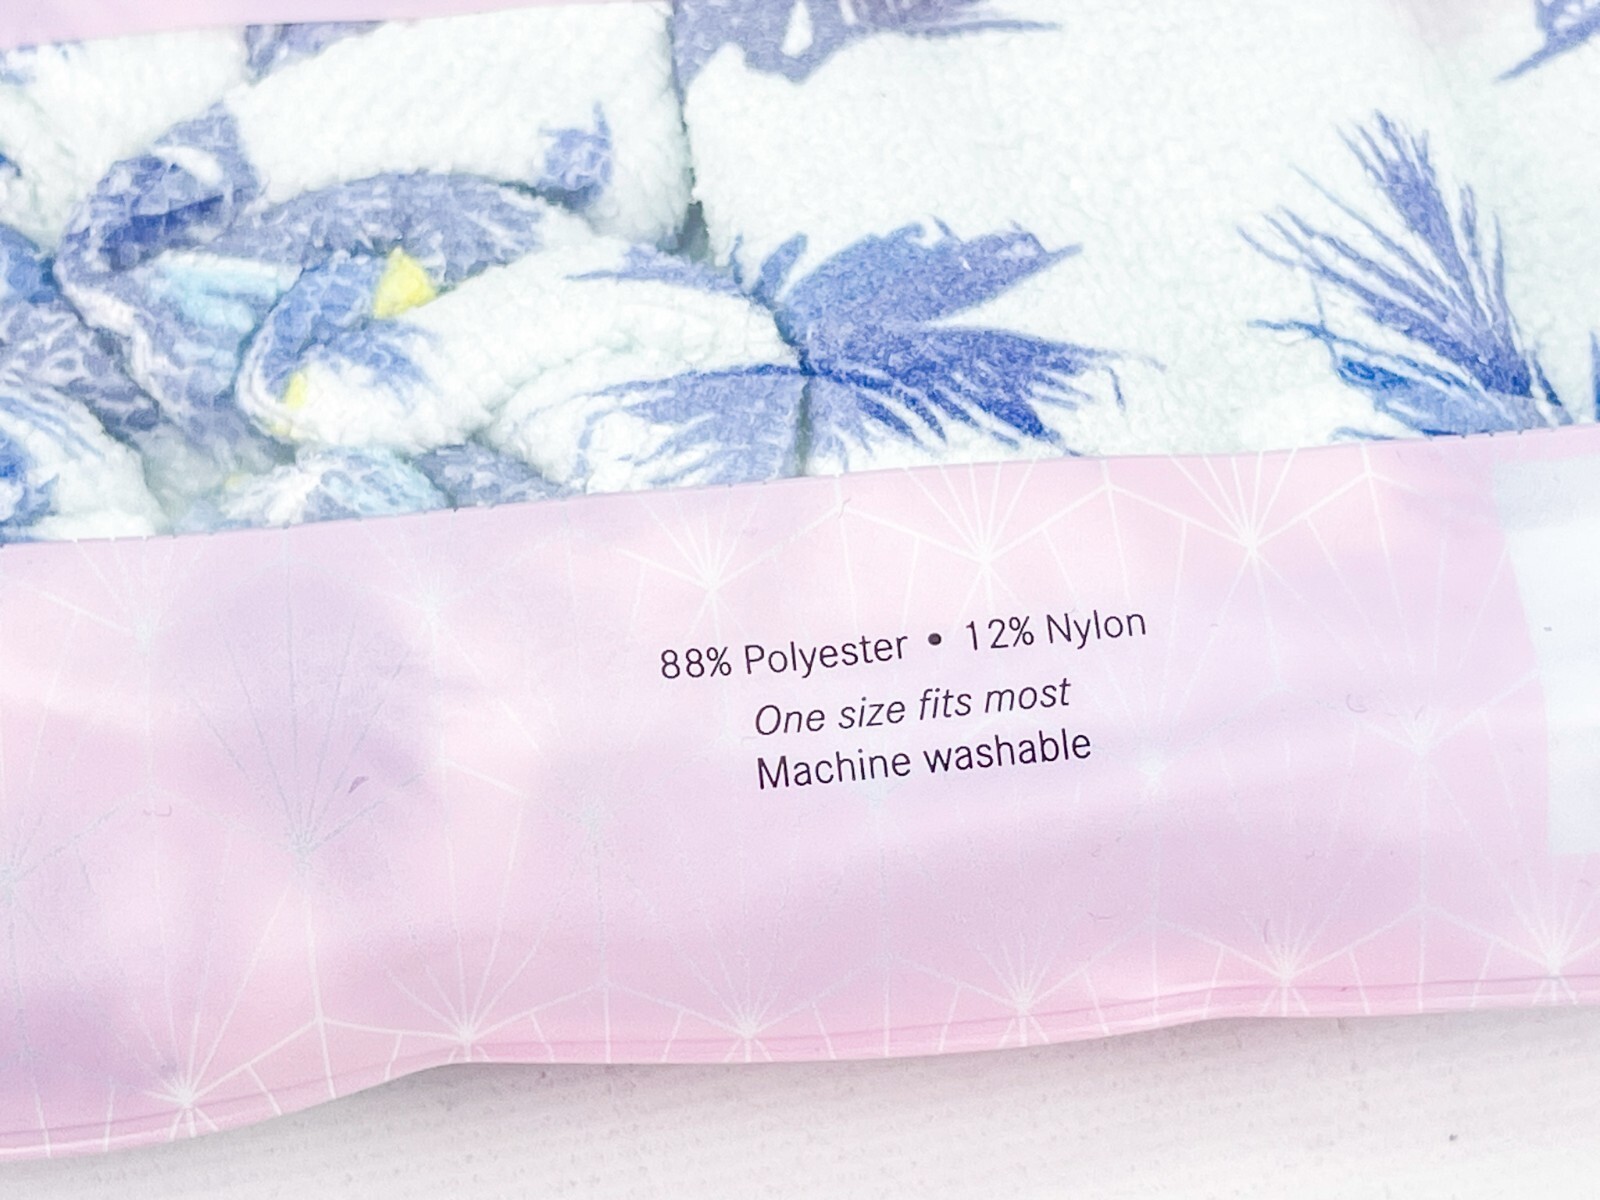 88% Polyester • 12% Nylon
One size fits most
Machine washable